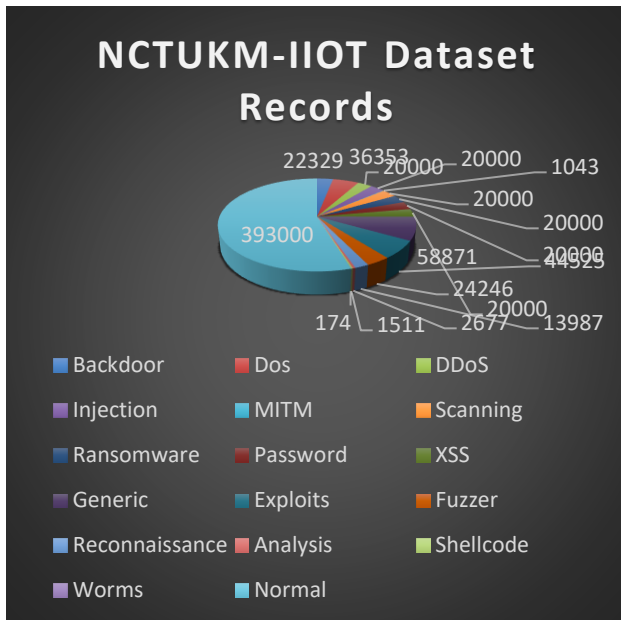 NCTUKM-IIOT Dataset
Records
22329 36353 20000 20000 1043
20000
20000
20000
393000 58871 44525
24246
20000
174 1511 2677 13987
Backdoor Dos DDoS
Injection MITM Scanning
Ransomware Password XSS
Generic Exploits Fuzzer
Reconnaissance Analysis Shellcode
Worms Normal